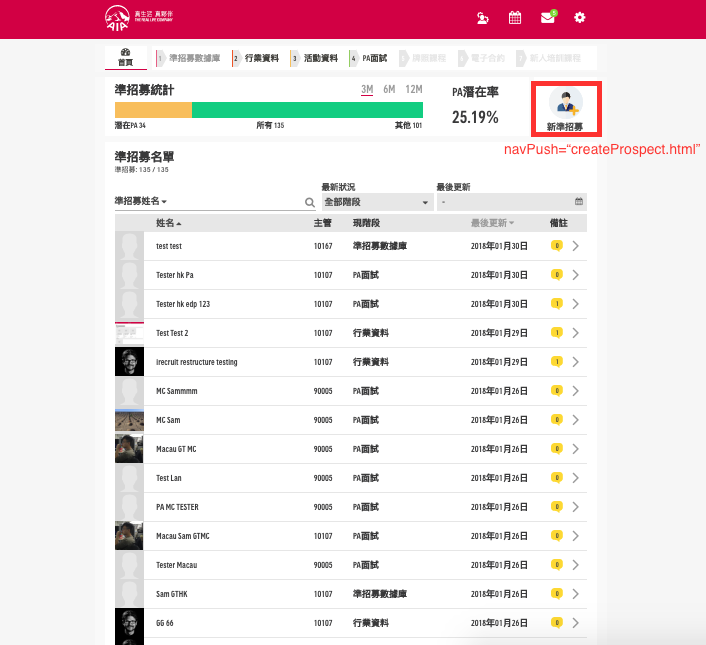 真生活 真夥伴
THE REAL LIFE COMPANY
AIA
6
首頁
1 準招募數據庫
2 行業資料
3 活動資料
4 PA面試
電子合約
準招募統計
3M 6M 12M
潛在PA 34 所有 135 其他 101
PA潛在率
25.19%
新準招募
navPush="createProspect.html"
準招募名單
準招募: 135 / 135
最新狀況 最後更新
準招募姓名 全部階段 -
姓名 主管 現階段 最後更新 備註
test test 10167 準招募數據庫 2018年01月30日 0
Tester hk Pa 10107 PA面試 2018年01月30日 0
Tester hk edp 123 10107 PA面試 2018年01月30日 1
Test Test 2 10107 行業資料 2018年01月29日 1
irecruit restructure testing 10107 行業資料 2018年01月29日 1
MC Sammmm 90005 PA面試 2018年01月26日 0
MC Sam 90005 PA面試 2018年01月26日 0
Macau GT MC 90005 PA面試 2018年01月26日 0
Test Lan 90005 PA面試 2018年01月26日 0
PA MC TESTER 90005 PA面試 2018年01月26日 0
Macau Sam GTMC 10107 PA面試 2018年01月26日 0
Tester Macau 90005 PA面試 2018年01月26日 0
Sam GTHK 10107 準招募數據庫 2018年01月26日 0
GG 66 10107 行業資料 2018年01月26日 0